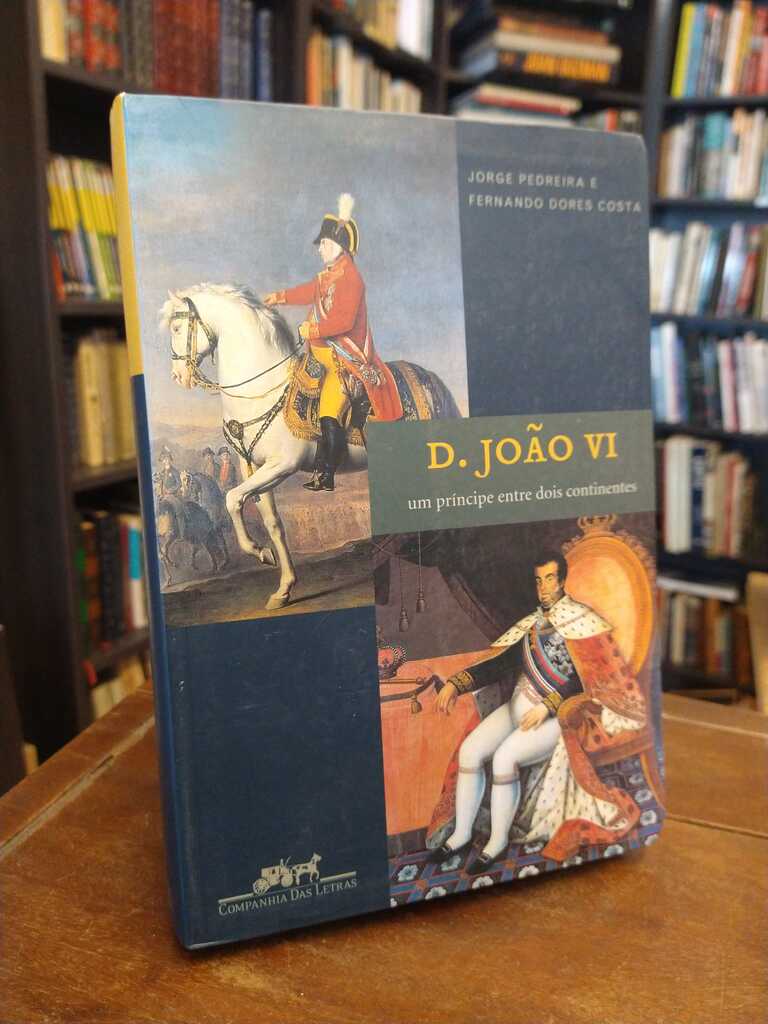 JORGE PEDREIRA E
FERNANDO DORES COSTA
D. JOÃO VI
um príncipe entre dois continentes
COMPANHIA DAS LETRAS